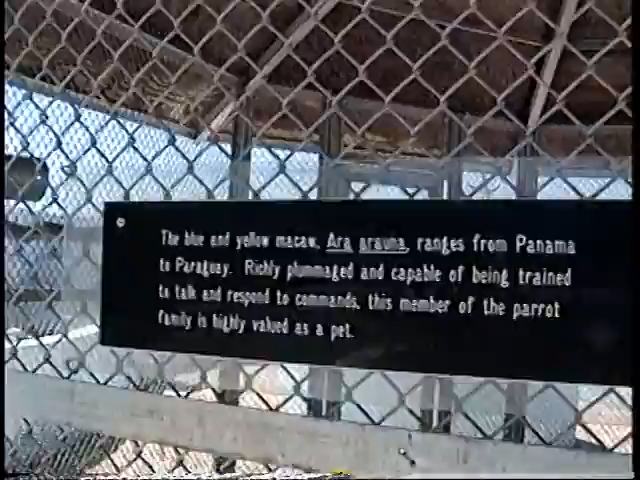 The blue and yellow macaw, Ara arauna, ranges from Panama
to Paraguay. Richly plummaged and capable of being trained
to talk and respond to commands, this member of the parrot
family is highly valued as a pet.